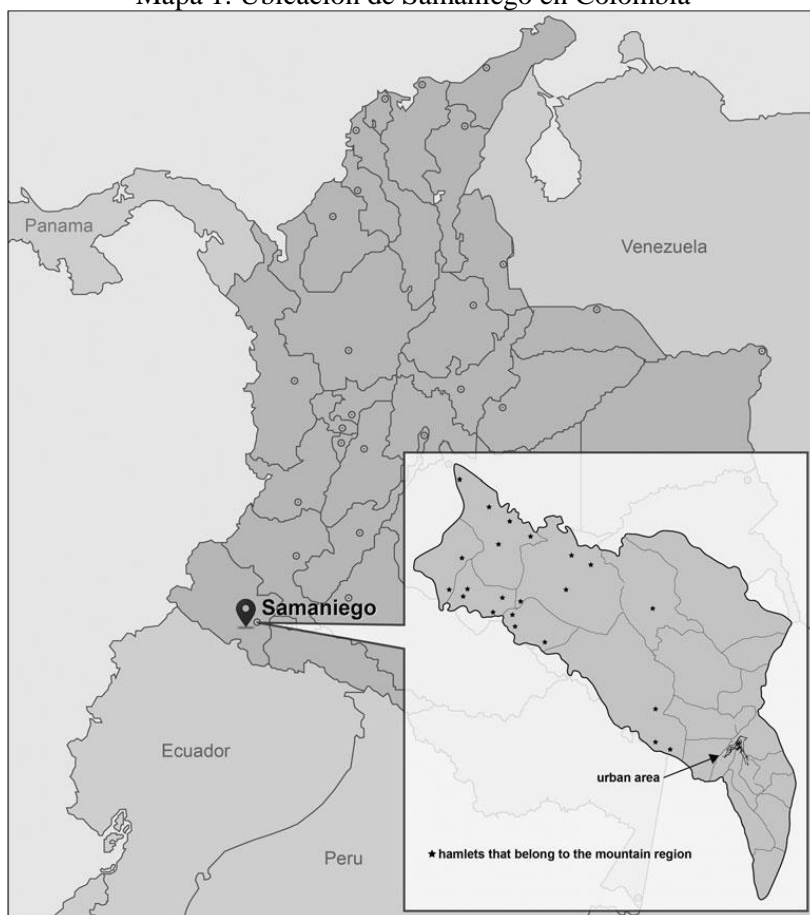 Mapa 1. Ubicación de Samaniego en Colombia
Panama
Venezuela
Samaniego
Ecuador
urban area
Peru
★ hamlets that belong to the mountain region